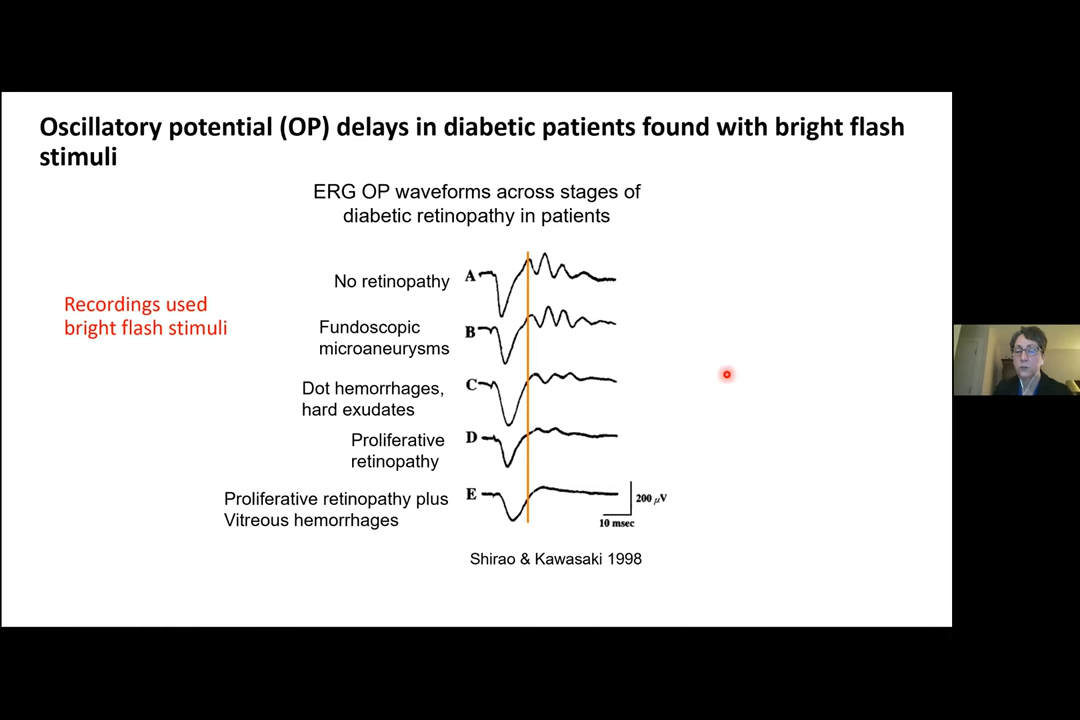 Oscillatory potential (OP) delays in diabetic patients found with bright flash
stimuli
ERG OP waveforms across stages of
diabetic retinopathy in patients
Recordings used
bright flash stimuli
No retinopathy
A
Fundoscopic
microaneurysms
B
Dot hemorrhages,
hard exudates
C
Proliferative
retinopathy
D
Proliferative retinopathy plus
Vitreous hemorrhages
E
200 μV
10 msec
Shirao & Kawasaki 1998